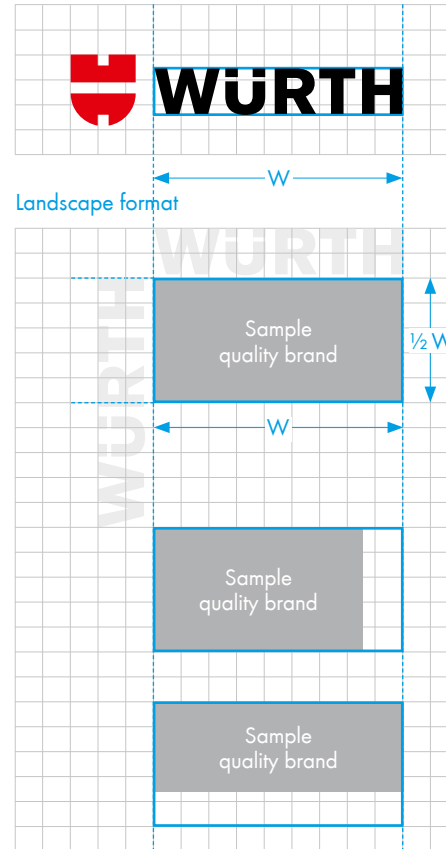 WÜRTH
W
Landscape format
WÜRTH
WÜRTH
Sample
quality brand
½ W
W
Sample
quality brand
Sample
quality brand